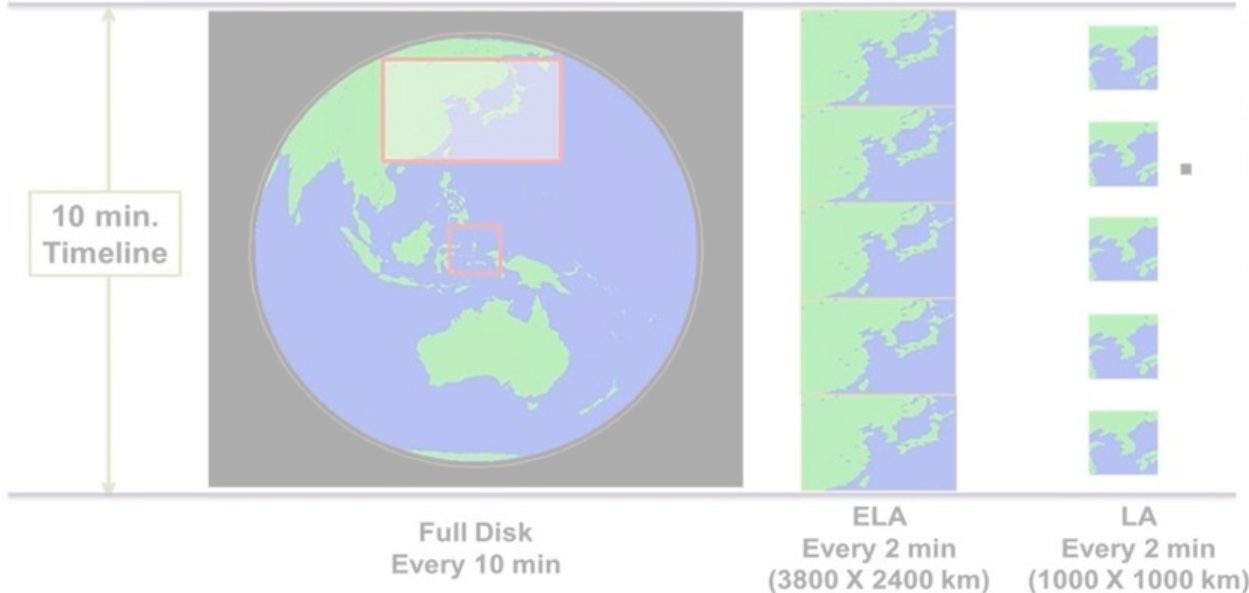 10 min.
Timeline
Full Disk
Every 10 min
ELA
Every 2 min
(3800 X 2400 km)
LA
Every 2 min
(1000 X 1000 km)